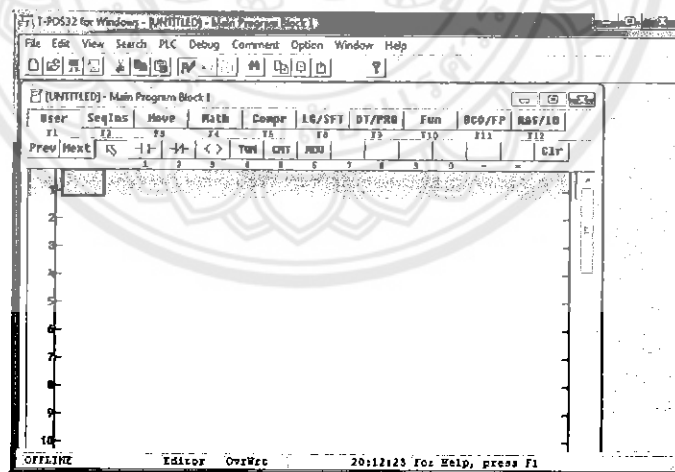 T-PDS32 for Windows - [UNTITLED] - Main Program Block 1
File Edit View Search PLC Debug Comment Option Window Help
[UNTITLED] - Main Program Block 1
User SeqIns Move Math Compr LG/SFT DT/PRG Fun BCD/FP RAS/IO
F1 F2 F3 F4 F5 F8 F9 F10 F11 F12
Prev Next TON CNT MOV Clr
1 2 3 4 5 6 7 8 9 - =
1
2
3
4
5
6
7
8
9
10
OFFLINE Editor OvrWrt 20:12:23 For Help, press F1